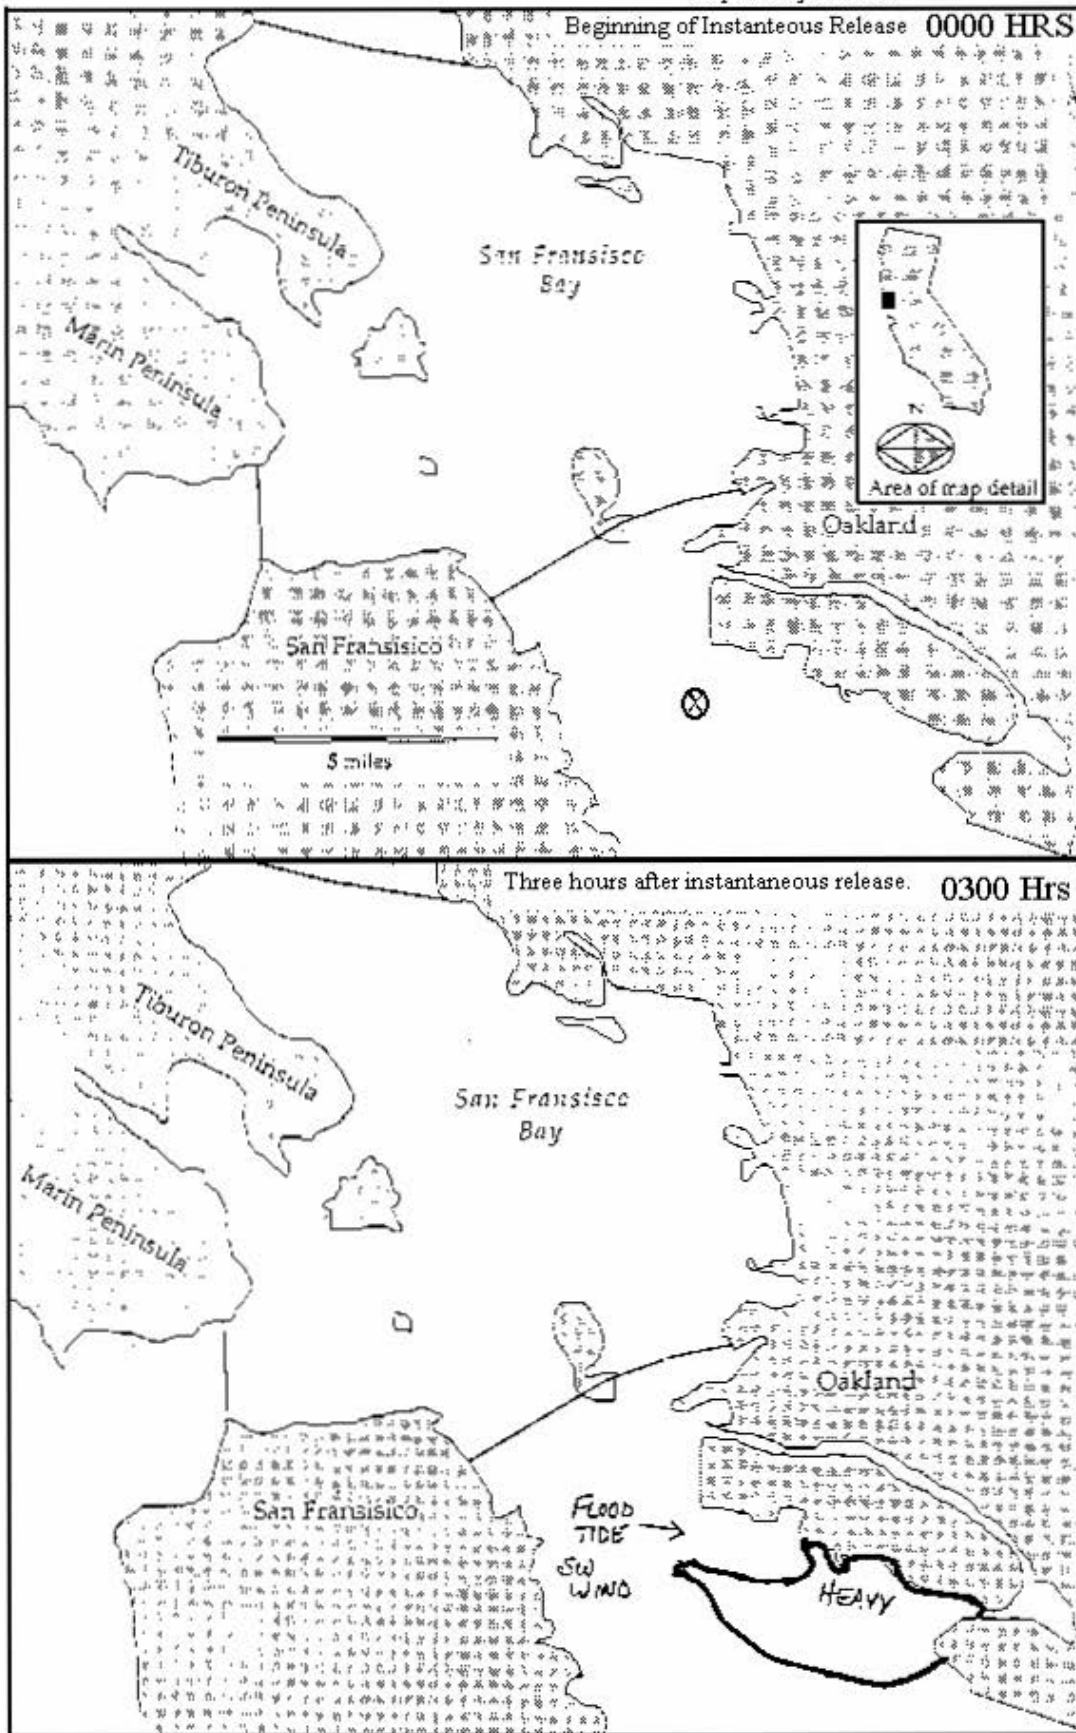 Beginning of Instanteous Release 0000 HRS
Tiburon Peninsula
San Fransisco
Bay
Marin Peninsula
N
Area of map detail
Oakland
San Fransisico
5 miles
Three hours after instantaneous release. 0300 Hrs
Tiburon Peninsula
San Fransisco
Bay
Marin Peninsula
Oakland
San Fransisico
FLOOD
TIDE
SW
WIND
HEAVY